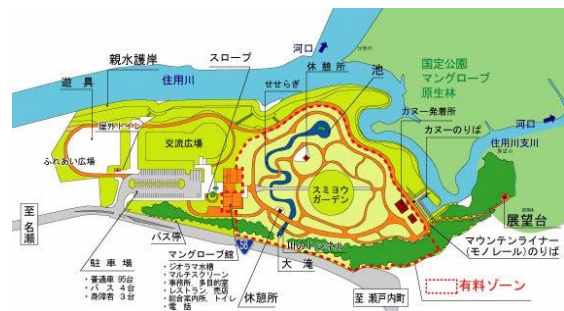 河口
休憩所
池
国定公園
マングローブ
原生林
スロープ
親水護岸
住用川
せせらぎ
遊具
カヌー発着所
河口
カヌーのりば
住用川支川
屋外トイレ
交流広場
ふれあい広場
スミヨウ
ガーデン
展望台
至名瀬
バス停
58
川のトンネル
マウンテンライナー
(モノレール)のりば
大滝
駐車場
・普通車 95台
・バス 4台
・身障者 3台
マングローブ館
・ジオラマ水槽
・マルチスクリーン
・事務所、多目的室
・レストラン、売店
・総合案内所、トイレ
・電話
休憩所
有料ゾーン
至 瀬戸内町